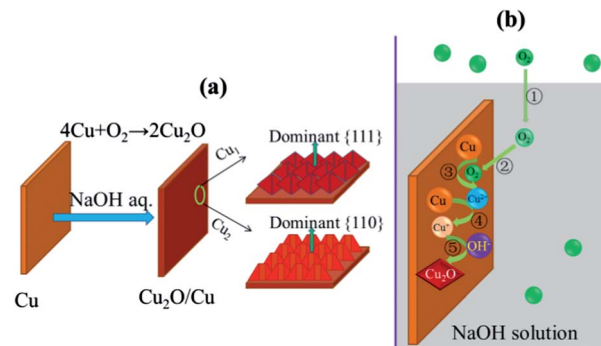 (a)
4Cu+O₂→2Cu₂O
NaOH aq.
Cu
Cu₂O/Cu
Cu₁
Cu₂
Dominant {111}
Dominant {110}
(b)
O₂
①
O₂
②
Cu
③
O₂
Cu
Cu²⁺
④
Cu⁺
⑤
OH⁻
Cu₂O
NaOH solution